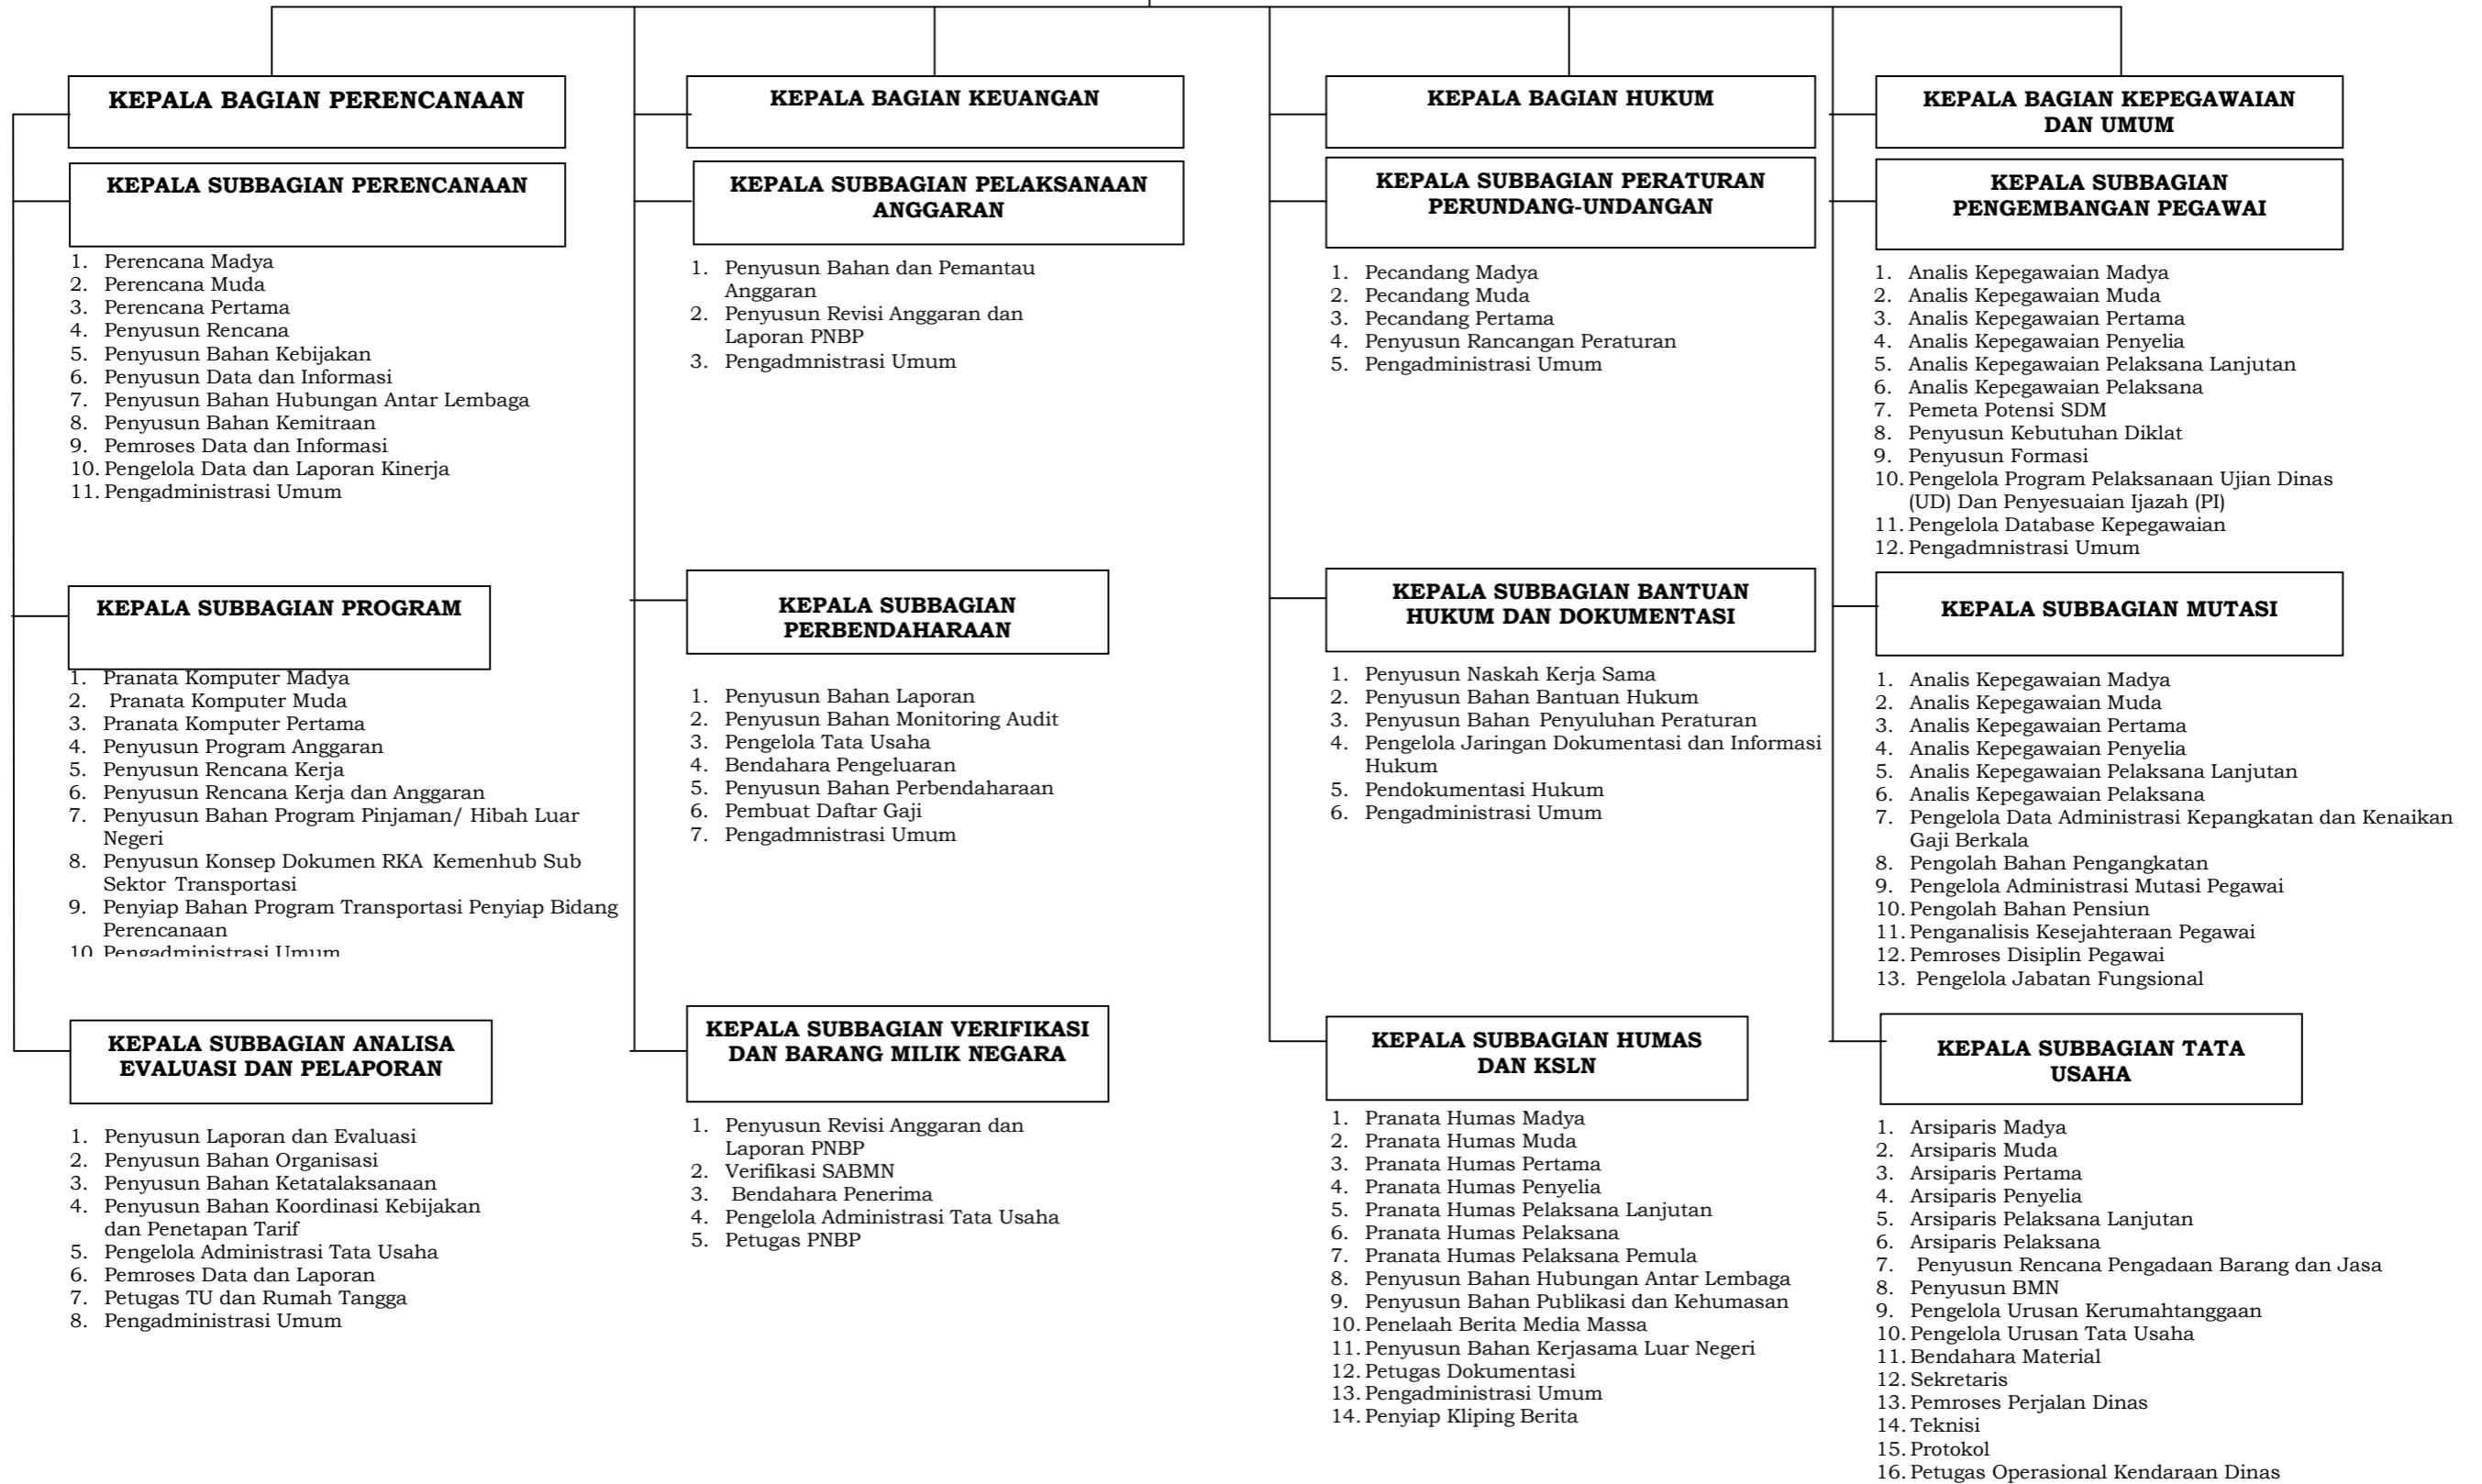 KEPALA BAGIAN PERENCANAAN
KEPALA SUBBAGIAN PERENCANAAN
1. Perencana Madya
2. Perencana Muda
3. Perencana Pertama
4. Penyusun Rencana
5. Penyusun Bahan Kebijakan
6. Penyusun Data dan Informasi
7. Penyusun Bahan Hubungan Antar Lembaga
8. Penyusun Bahan Kemitraan
9. Pemroses Data dan Informasi
10. Pengelola Data dan Laporan Kinerja
11. Pengadministrasi Umum
KEPALA SUBBAGIAN PROGRAM
1. Pranata Komputer Madya
2. Pranata Komputer Muda
3. Pranata Komputer Pertama
4. Penyusun Program Anggaran
5. Penyusun Rencana Kerja
6. Penyusun Rencana Kerja dan Anggaran
7. Penyusun Bahan Program Pinjaman/ Hibah Luar
Negeri
8. Penyusun Konsep Dokumen RKA Kemenhub Sub
Sektor Transportasi
9. Penyiap Bahan Program Transportasi Penyiap Bidang
Perencanaan
10. Pengadministrasi Umum
KEPALA SUBBAGIAN ANALISA
EVALUASI DAN PELAPORAN
1. Penyusun Laporan dan Evaluasi
2. Penyusun Bahan Organisasi
3. Penyusun Bahan Ketatalaksanaan
4. Penyusun Bahan Koordinasi Kebijakan
dan Penetapan Tarif
5. Pengelola Administrasi Tata Usaha
6. Pemroses Data dan Laporan
7. Petugas TU dan Rumah Tangga
8. Pengadministrasi Umum
KEPALA BAGIAN KEUANGAN
KEPALA SUBBAGIAN PELAKSANAAN
ANGGARAN
1. Penyusun Bahan dan Pemantau
Anggaran
2. Penyusun Revisi Anggaran dan
Laporan PNBP
3. Pengadmnistrasi Umum
KEPALA SUBBAGIAN
PERBENDAHARAAN
1. Penyusun Bahan Laporan
2. Penyusun Bahan Monitoring Audit
3. Pengelola Tata Usaha
4. Bendahara Pengeluaran
5. Penyusun Bahan Perbendaharaan
6. Pembuat Daftar Gaji
7. Pengadmnistrasi Umum
KEPALA SUBBAGIAN VERIFIKASI
DAN BARANG MILIK NEGARA
1. Penyusun Revisi Anggaran dan
Laporan PNBP
2. Verifikasi SABMN
3. Bendahara Penerima
4. Pengelola Administrasi Tata Usaha
5. Petugas PNBP
KEPALA BAGIAN HUKUM
KEPALA SUBBAGIAN PERATURAN
PERUNDANG-UNDANGAN
1. Pecandang Madya
2. Pecandang Muda
3. Pecandang Pertama
4. Penyusun Rancangan Peraturan
5. Pengadministrasi Umum
KEPALA SUBBAGIAN BANTUAN
HUKUM DAN DOKUMENTASI
1. Penyusun Naskah Kerja Sama
2. Penyusun Bahan Bantuan Hukum
3. Penyusun Bahan Penyuluhan Peraturan
4. Pengelola Jaringan Dokumentasi dan Informasi
Hukum
5. Pendokumentasi Hukum
6. Pengadministrasi Umum
KEPALA SUBBAGIAN HUMAS
DAN KSLN
1. Pranata Humas Madya
2. Pranata Humas Muda
3. Pranata Humas Pertama
4. Pranata Humas Penyelia
5. Pranata Humas Pelaksana Lanjutan
6. Pranata Humas Pelaksana
7. Pranata Humas Pelaksana Pemula
8. Penyusun Bahan Hubungan Antar Lembaga
9. Penyusun Bahan Publikasi dan Kehumasan
10. Penelaah Berita Media Massa
11. Penyusun Bahan Kerjasama Luar Negeri
12. Petugas Dokumentasi
13. Pengadministrasi Umum
14. Penyiap Kliping Berita
KEPALA BAGIAN KEPEGAWAIAN
DAN UMUM
KEPALA SUBBAGIAN
PENGEMBANGAN PEGAWAI
1. Analis Kepegawaian Madya
2. Analis Kepegawaian Muda
3. Analis Kepegawaian Pertama
4. Analis Kepegawaian Penyelia
5. Analis Kepegawaian Pelaksana Lanjutan
6. Analis Kepegawaian Pelaksana
7. Pemeta Potensi SDM
8. Penyusun Kebutuhan Diklat
9. Penyusun Formasi
10. Pengelola Program Pelaksanaan Ujian Dinas
(UD) Dan Penyesuaian Ijazah (PI)
11. Pengelola Database Kepegawaian
12. Pengadmnistrasi Umum
KEPALA SUBBAGIAN MUTASI
1. Analis Kepegawaian Madya
2. Analis Kepegawaian Muda
3. Analis Kepegawaian Pertama
4. Analis Kepegawaian Penyelia
5. Analis Kepegawaian Pelaksana Lanjutan
6. Analis Kepegawaian Pelaksana
7. Pengelola Data Administrasi Kepangkatan dan Kenaikan
Gaji Berkala
8. Pengolah Bahan Pengangkatan
9. Pengelola Administrasi Mutasi Pegawai
10. Pengolah Bahan Pensiun
11. Penganalisis Kesejahteraan Pegawai
12. Pemroses Disiplin Pegawai
13. Pengelola Jabatan Fungsional
KEPALA SUBBAGIAN TATA
USAHA
1. Arsiparis Madya
2. Arsiparis Muda
3. Arsiparis Pertama
4. Arsiparis Penyelia
5. Arsiparis Pelaksana Lanjutan
6. Arsiparis Pelaksana
7. Penyusun Rencana Pengadaan Barang dan Jasa
8. Penyusun BMN
9. Pengelola Urusan Kerumahtanggaan
10. Pengelola Urusan Tata Usaha
11. Bendahara Material
12. Sekretaris
13. Pemroses Perjalan Dinas
14. Teknisi
15. Protokol
16. Petugas Operasional Kendaraan Dinas